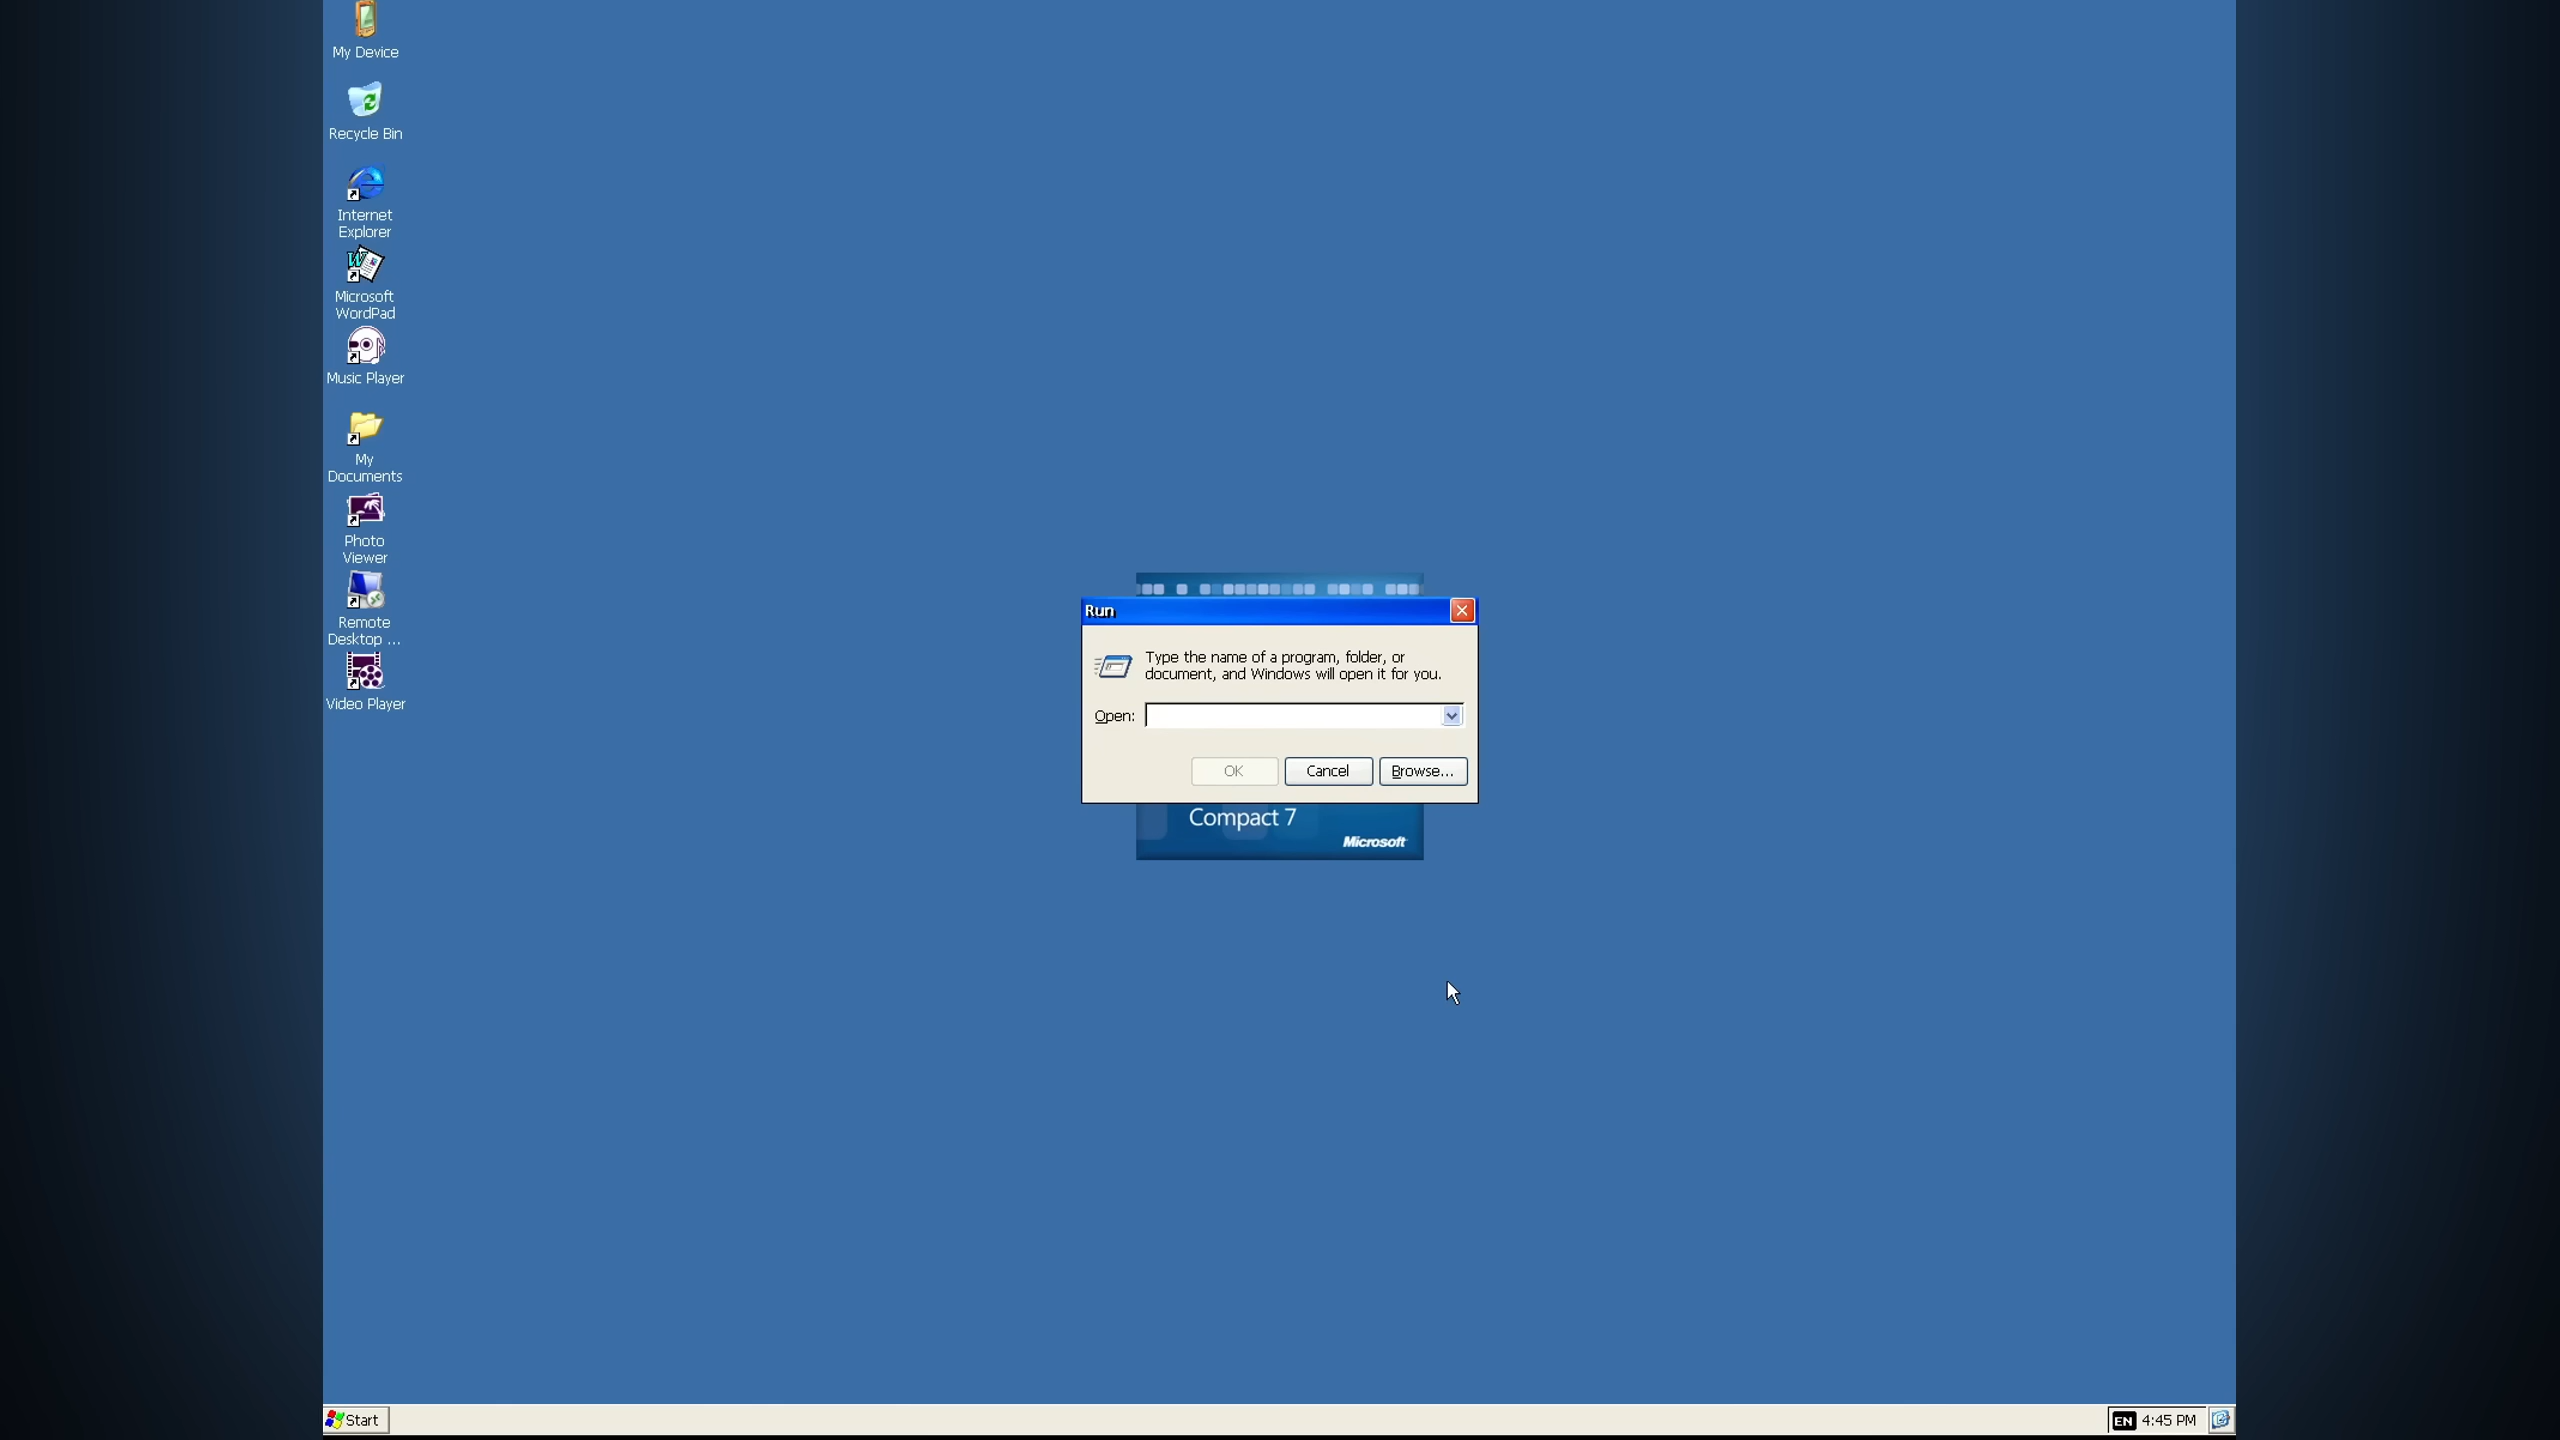 My Device
Recycle Bin
Internet
Explorer
Microsoft
WordPad
Music Player
My
Documents
Photo
Viewer
Remote
Desktop ...
Video Player
Run
Type the name of a program, folder, or
document, and Windows will open it for you.
Open:
OK
Cancel
Browse...
Compact 7
Microsoft
Start
EN
4:45 PM